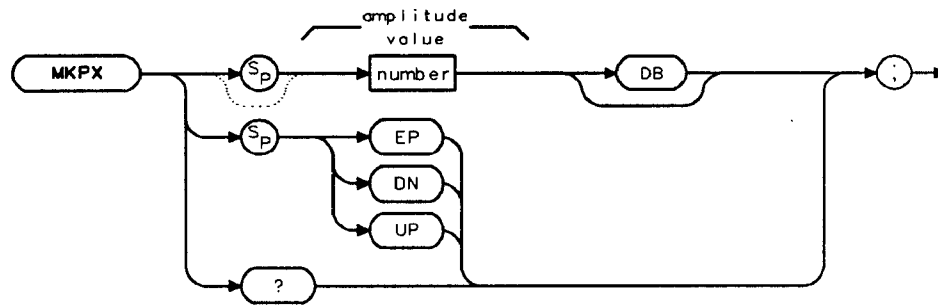 amplitude
value
MKPX SP number DB ;
SP EP
DN
UP
?